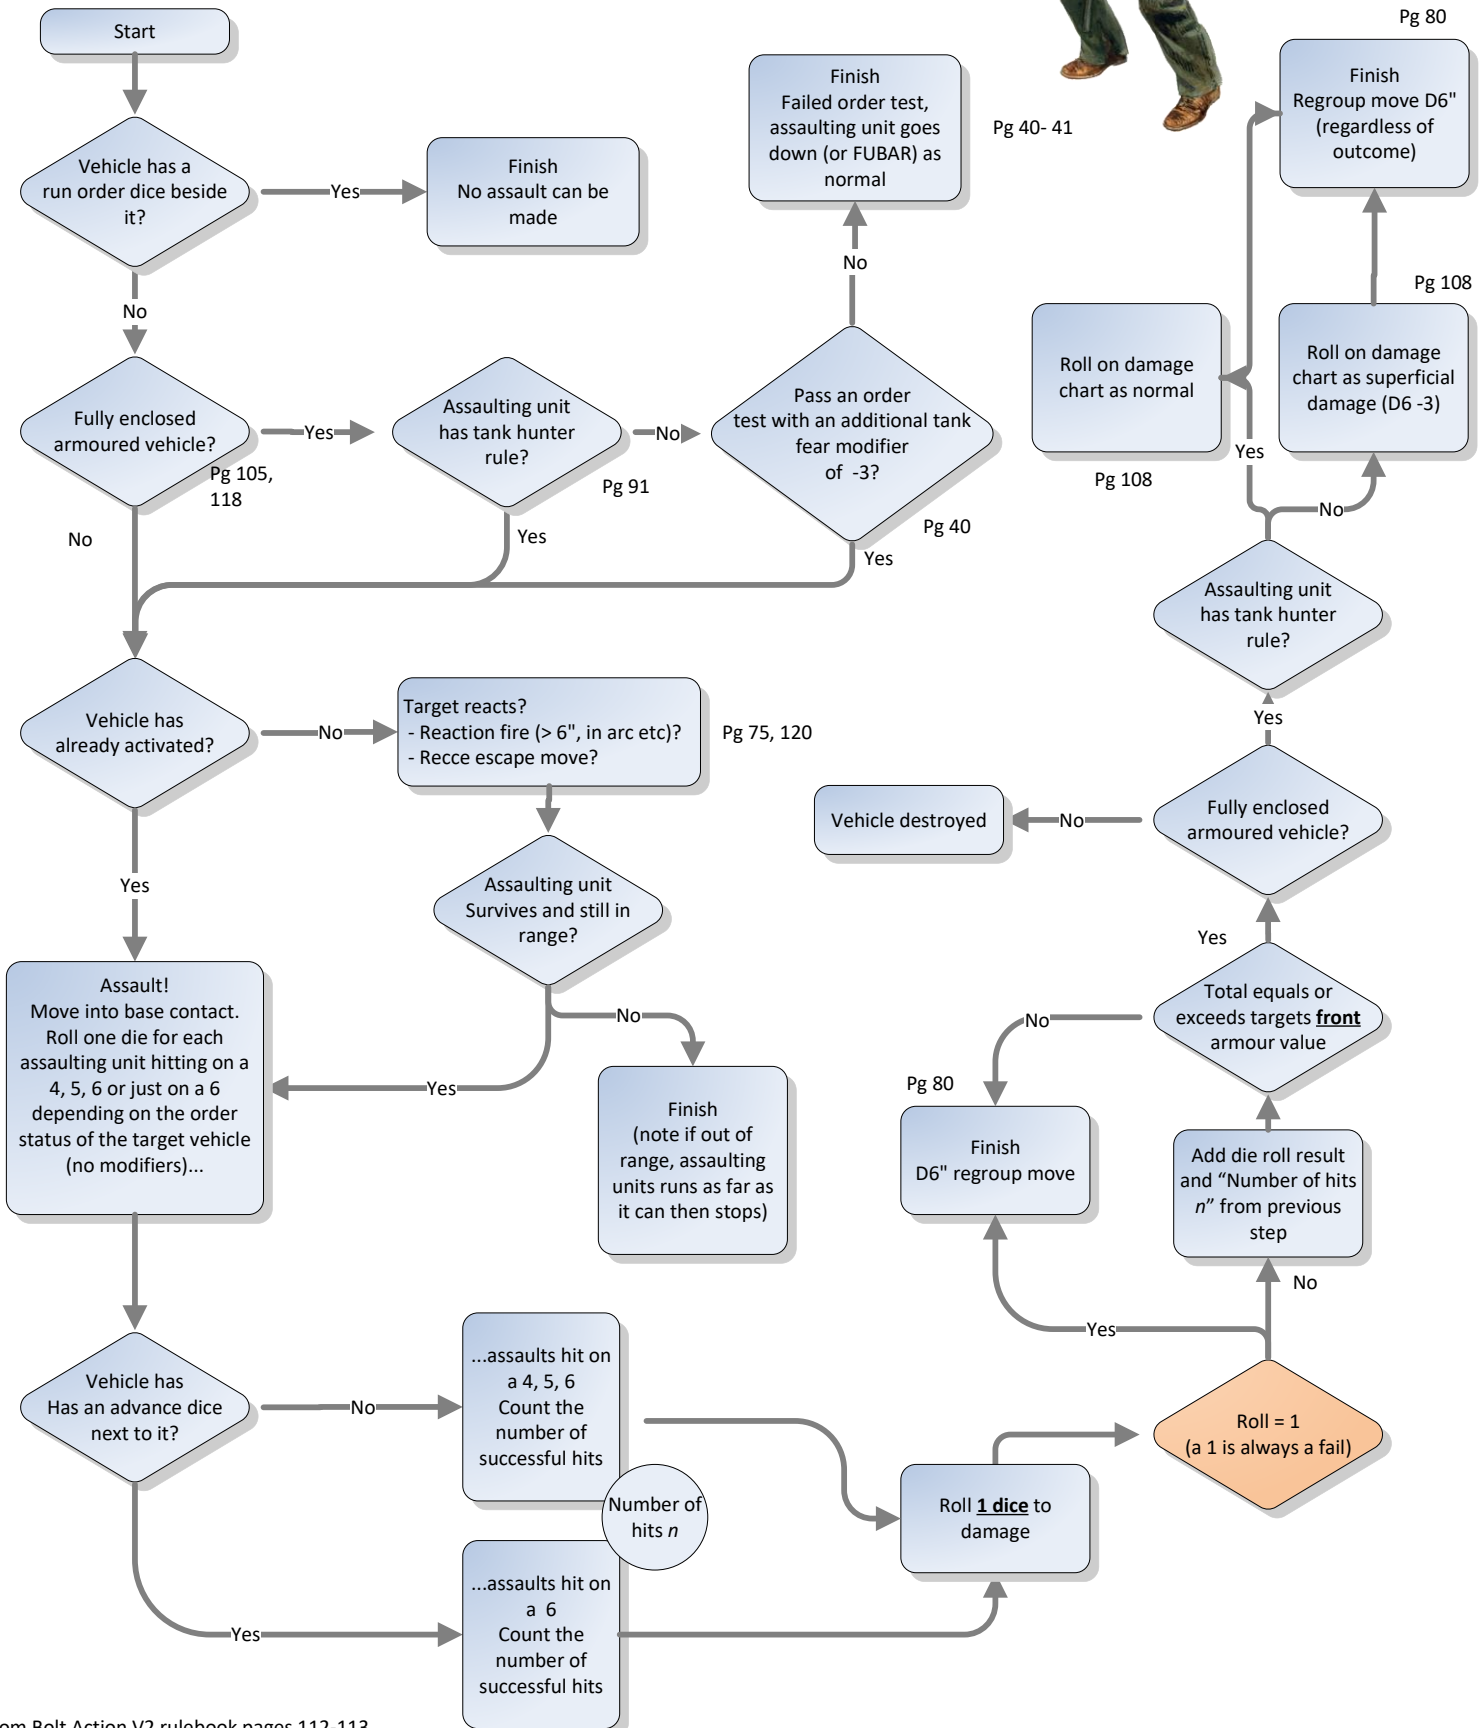 Start
Pg 80
Finish
Regroup move D6"
(regardless of
outcome)
Finish
Failed order test,
assaulting unit goes
down (or FUBAR) as
normal
Pg 40- 41
Vehicle has a
run order dice beside
it?
Yes
Finish
No assault can be
made
No
No
Pg 108
Roll on damage
chart as normal
Pg 108
Roll on damage
chart as superficial
damage (D6 -3)
Fully enclosed
armoured vehicle?
Pg 105,
118
Yes
Assaulting unit
has tank hunter
rule?
Pg 91
No
Pass an order
test with an additional tank
fear modifier
of  -3?
Pg 40
Yes
No
No
Yes
Yes
Assaulting unit
has tank hunter
rule?
Vehicle has
already activated?
No
Target reacts?
- Reaction fire (> 6", in arc etc)?
- Recce escape move?
Pg 75, 120
Yes
Vehicle destroyed
No
Fully enclosed
armoured vehicle?
Yes
Assaulting unit
Survives and still in
range?
Yes
Assault!
Move into base contact.
Roll one die for each
assaulting unit hitting on a
4, 5, 6 or just on a 6
depending on the order
status of the target vehicle
(no modifiers)...
Yes
No
Finish
(note if out of
range, assaulting
units runs as far as
it can then stops)
Total equals or
exceeds targets front
armour value
No
Pg 80
Finish
D6" regroup move
Add die roll result
and “Number of hits
n” from previous
step
No
Yes
Vehicle has
Has an advance dice
next to it?
No
...assaults hit on
a 4, 5, 6
Count the
number of
successful hits
Number of
hits n
Roll = 1
(a 1 is always a fail)
Roll 1 dice to
damage
Yes
...assaults hit on
a  6
Count the
number of
successful hits
om Bolt Action V2 rulebook pages 112-113